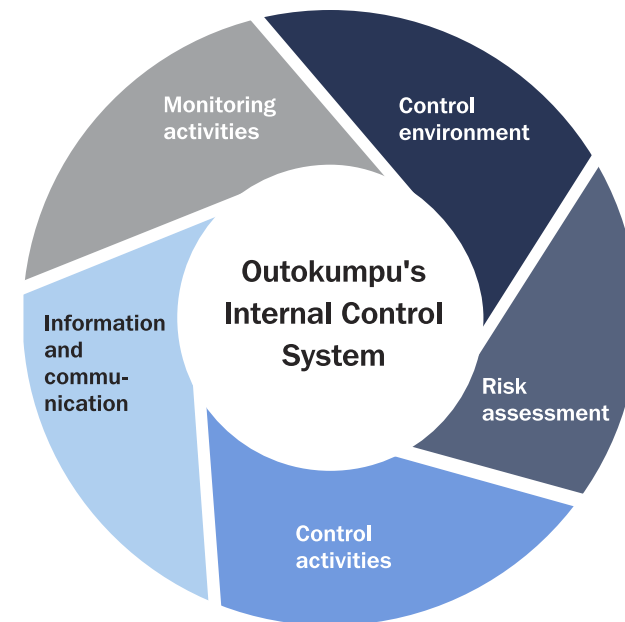 Monitoring
activities
Control
environment
Outokumpu's
Internal Control
System
Information
and
commu-
nication
Risk
assessment
Control
activities